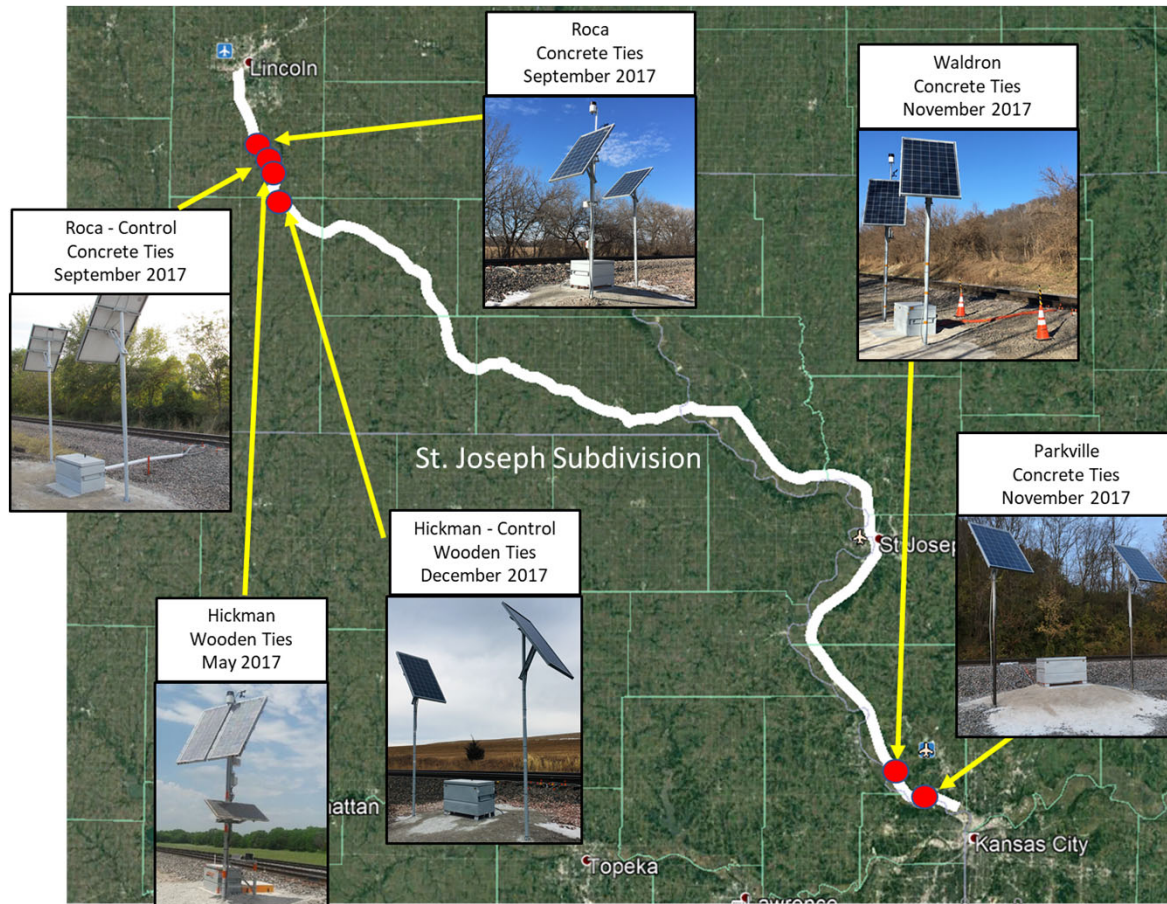 Lincoln
Roca
Concrete Ties
September 2017
Waldron
Concrete Ties
November 2017
Roca - Control
Concrete Ties
September 2017
St. Joseph Subdivision
Parkville
Concrete Ties
November 2017
Hickman - Control
Wooden Ties
December 2017
St Josep
Hickman
Wooden Ties
May 2017
hattan
Kansas City
Topeka
Lawrence